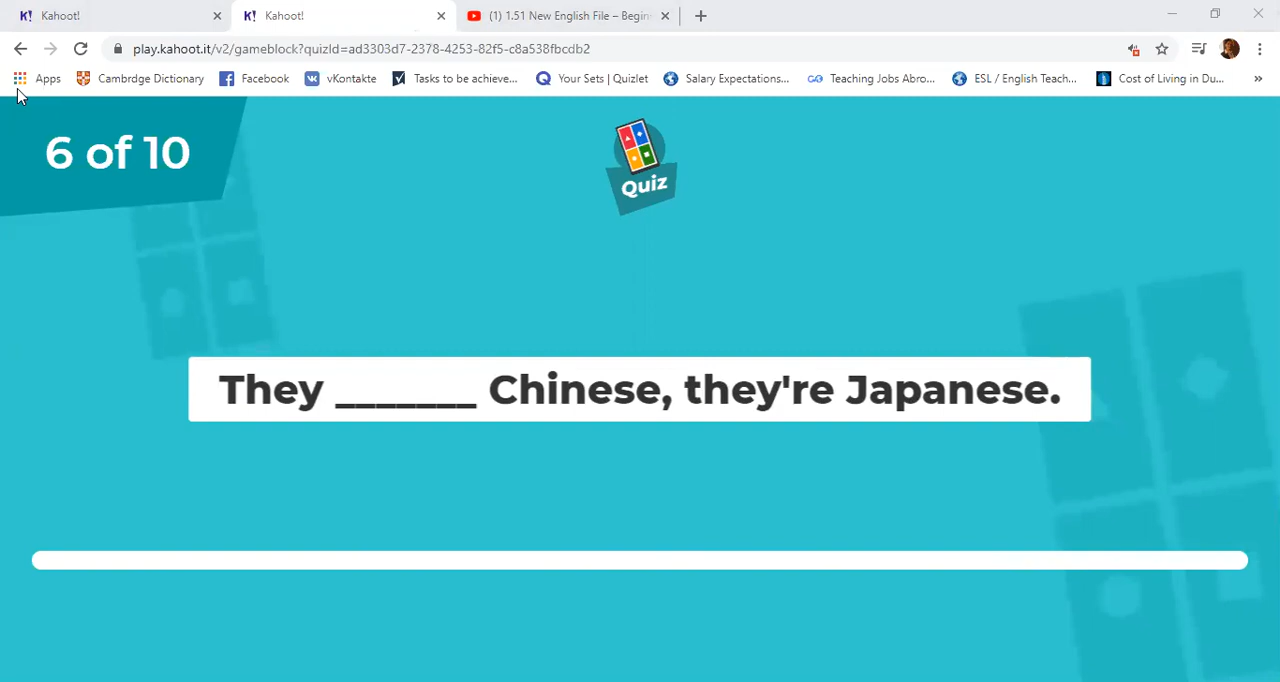 Kahoot!
Kahoot!
(1) 1.51 New English File – Begin
play.kahoot.it/v2/gameblock?quizId=ad3303d7-2378-4253-82f5-c8a538fbcdb2
Apps
Cambrdge Dictionary
Facebook
vKontakte
Tasks to be achieve...
Your Sets | Quizlet
Salary Expectations...
Teaching Jobs Abro...
ESL / English Teach...
Cost of Living in Du...
6 of 10
Quiz
They _______ Chinese, they're Japanese.